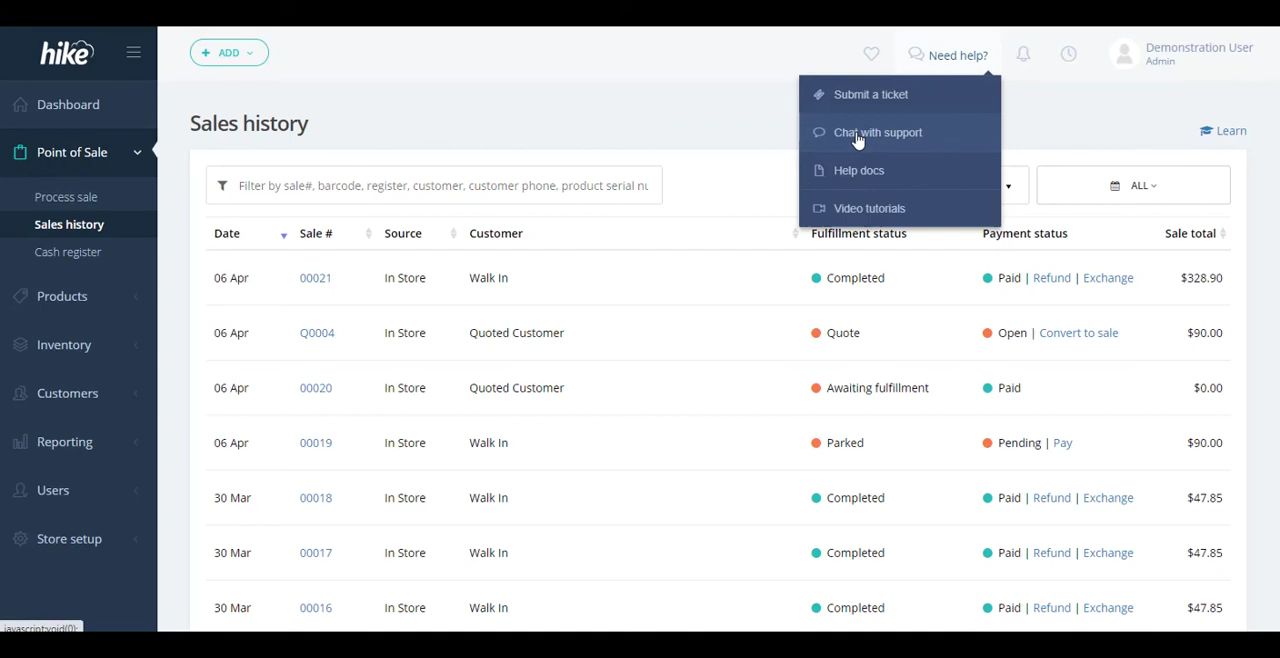 hike
ADD
Need help?
Demonstration User
Admin
Dashboard
Point of Sale
Process sale
Sales history
Cash register
Products
Inventory
Customers
Reporting
Users
Store setup
javascript:void(0);
Submit a ticket
Chat with support
Help docs
Video tutorials
Sales history
Learn
Filter by sale#, barcode, register, customer, customer phone, product serial nu
ALL
Date Sale # Source Customer Fulfillment status Payment status Sale total
06 Apr 00021 In Store Walk In Completed Paid | Refund | Exchange $328.90
06 Apr Q0004 In Store Quoted Customer Quote Open | Convert to sale $90.00
06 Apr 00020 In Store Quoted Customer Awaiting fulfillment Paid $0.00
06 Apr 00019 In Store Walk In Parked Pending | Pay $90.00
30 Mar 00018 In Store Walk In Completed Paid | Refund | Exchange $47.85
30 Mar 00017 In Store Walk In Completed Paid | Refund | Exchange $47.85
30 Mar 00016 In Store Walk In Completed Paid | Refund | Exchange $47.85